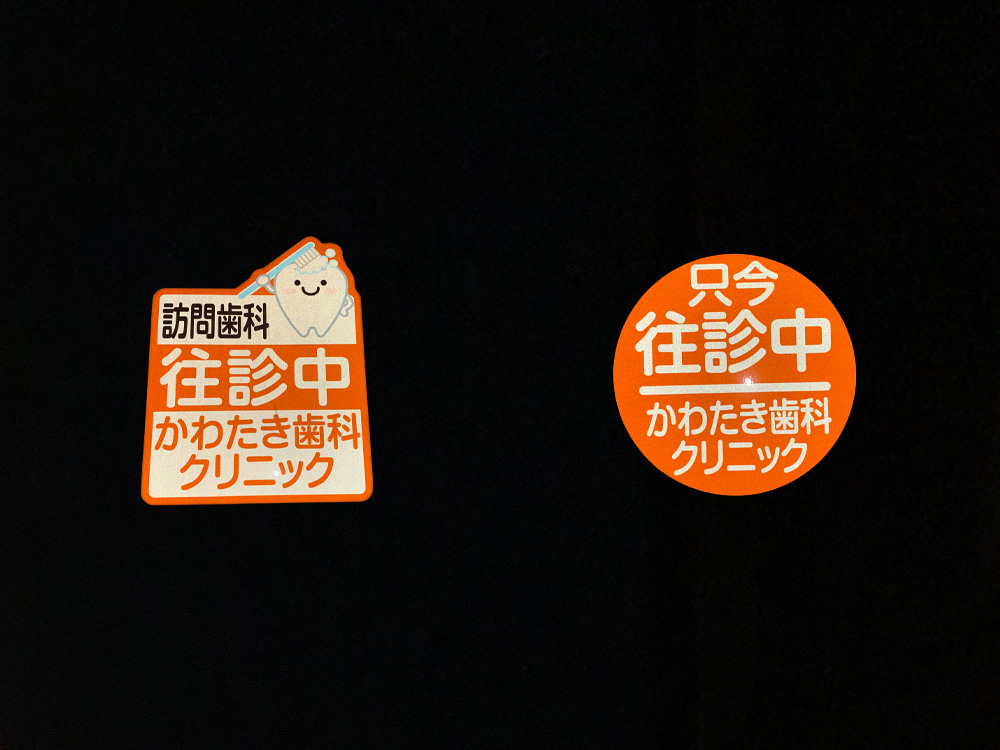 訪問歯科
往診中
かわたき歯科
クリニック
只今
往診中
かわたき歯科
クリニック